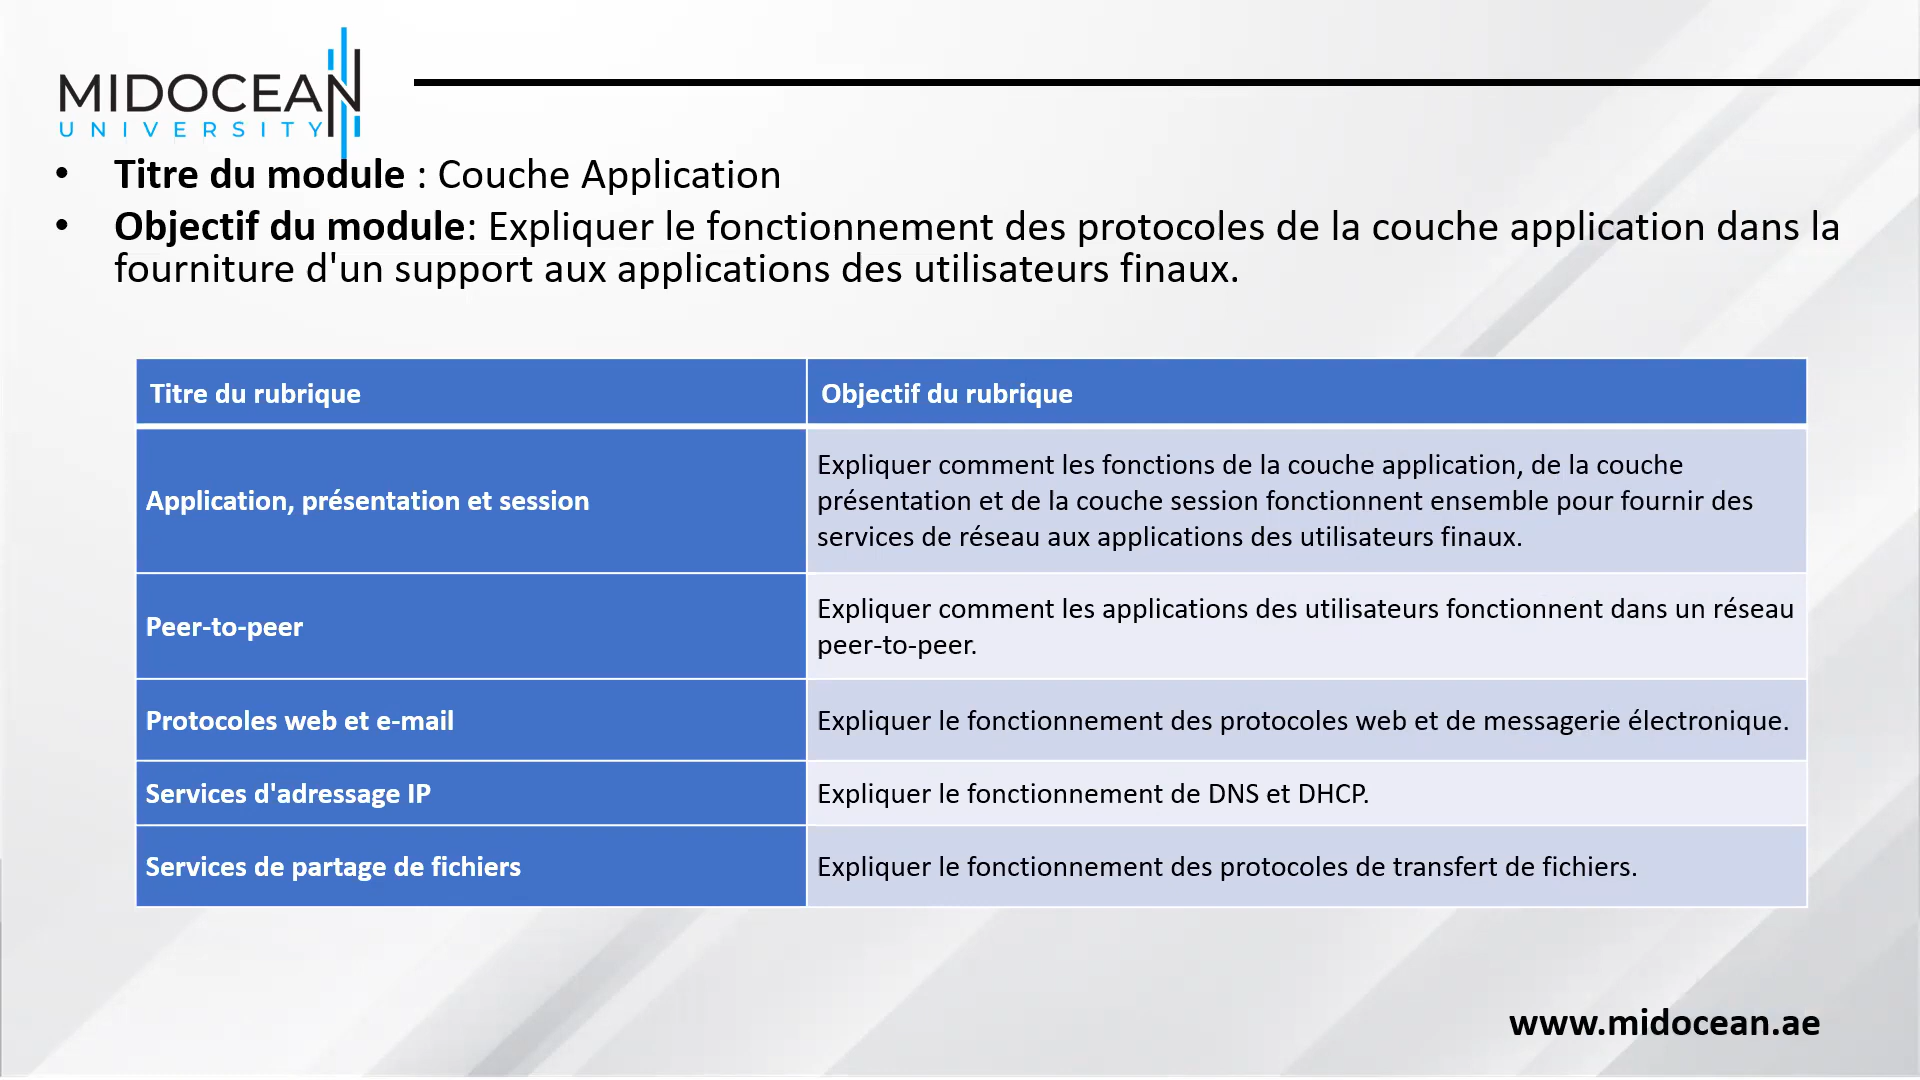 MIDOCEAN
UNIVERSITY
• Titre du module : Couche Application
• Objectif du module: Expliquer le fonctionnement des protocoles de la couche application dans la
fourniture d'un support aux applications des utilisateurs finaux.
Titre du rubrique
Objectif du rubrique
Application, présentation et session
Expliquer comment les fonctions de la couche application, de la couche
présentation et de la couche session fonctionnent ensemble pour fournir des
services de réseau aux applications des utilisateurs finaux.
Peer-to-peer
Expliquer comment les applications des utilisateurs fonctionnent dans un réseau
peer-to-peer.
Protocoles web et e-mail
Expliquer le fonctionnement des protocoles web et de messagerie électronique.
Services d'adressage IP
Expliquer le fonctionnement de DNS et DHCP.
Services de partage de fichiers
Expliquer le fonctionnement des protocoles de transfert de fichiers.
www.midocean.ae